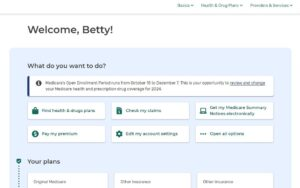 Basics
Health & Drug Plans
Providers & Services
Welcome, Betty!
What do you want to do?
Medicare's Open Enrollment Period runs from October 15 to December 7. This is your opportunity to review and change
your Medicare health and prescription drug coverage for 2024.
Find health & drugs plans
Check my claims
Get my Medicare Summary
Notices electronically
Pay my premium
Edit my account settings
Open all options
Your plans
Original Medicare
Other Insurance
Other Insurance